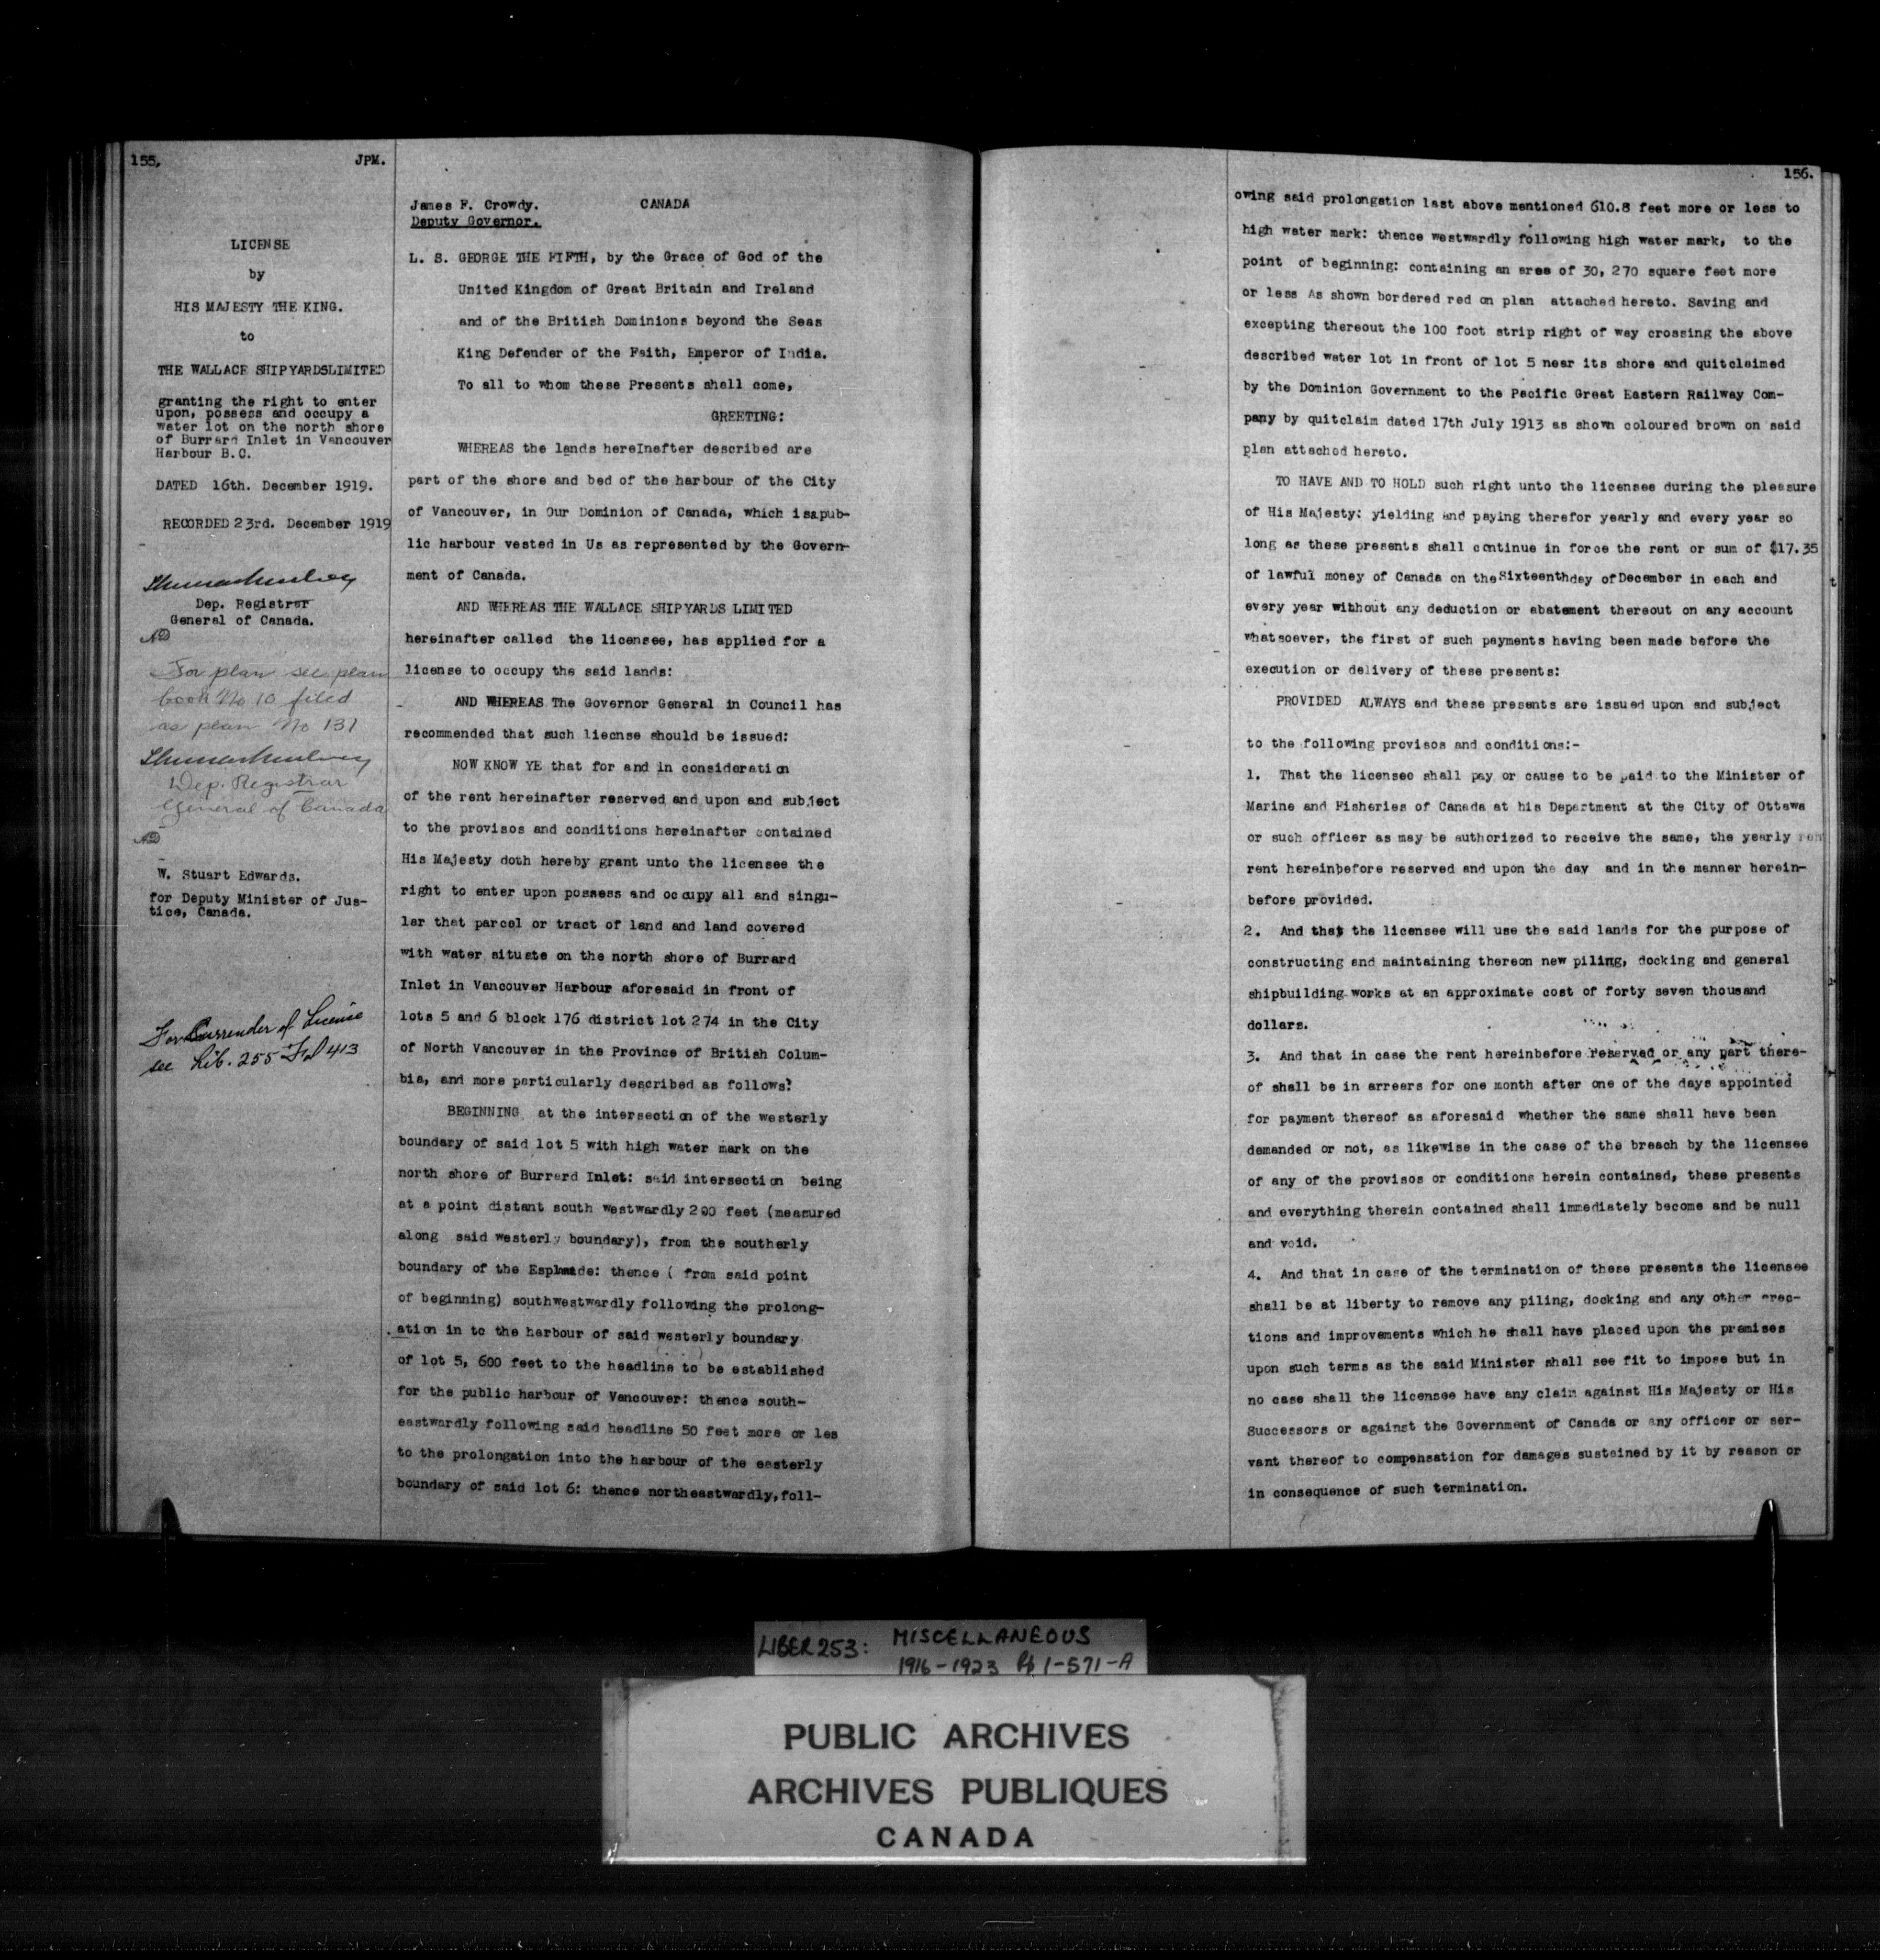 155,
JPM.
LICENSE
by
HIS MAJESTY THE KING.
to
THE WALLACE SHIPYARDSLIMITED
granting the right to enter
upon, possess and occupy a
water lot on the north shore
of Burrard Inlet in Vancouver
Harbour B.C.
DATED 16th. December 1919.
RECORDED 23rd. December 1919
Dep. Registrar
General of Canada.
For plan see plan
book No 10 filed
as plan No 131
Dep. Registrar
General of Canada
W. Stuart Edwards.
for Deputy Minister of Jus-
tice, Canada.
For Surrender of License
see Lib. 255 Fol 413
James F. Crowdy.
CANADA
Deputy Governor.
L. S. GEORGE THE FIFTH, by the Grace of God of the
United Kingdom of Great Britain and Ireland
and of the British Dominions beyond the Seas
King Defender of the Faith, Emperor of India.
To all to whom these Presents shall come,
GREETING:
WHEREAS the lands hereInafter described are
part of the shore and bed of the harbour of the City
of Vancouver, in Our Dominion of Canada, which isapub-
lic harbour vested in Us as represented by the Govern-
ment of Canada.
AND WHEREAS THE WALLACE SHIPYARDS LIMITED
hereinafter called the licensee, has applied for a
license to occupy the said lands:
AND WHEREAS The Governor General in Council has
recommended that such liecnse should be issued:
NOW KNOW YE that for and in consideration
of the rent hereinafter reserved and upon and subject
to the provisos and conditions hereinafter contained
His Majesty doth hereby grant unto the licensee the
right to enter upon possess and occupy all and singu-
lar that parcel or tract of land and land covered
with water situate on the north shore of Burrard
Inlet in Vancouver Harbour aforesaid in front of
lots 5 and 6 block 176 district lot 274 in the City
of North Vancouver in the Province of British Colum-
bia, and more particularly described as follows:
BEGINNING at the intersection of the westerly
boundary of said lot 5 with high water mark on the
north shore of Burrard Inlet: said intersection being
at a point distant south westwardly 200 feet (measured
along said westerly boundary), from the southerly
boundary of the Esplanade: thence ( from said point
of beginning) southwestwardly following the prolong-
ation in to the harbour of said westerly boundary
of lot 5, 600 feet to the headline to be established
for the public harbour of Vancouver: thence south-
eastwardly following said headline 50 feet more or les
to the prolongation into the harbour of the easterly
boundary of said lot 6: thence northeastwardly, foll-
156.
owing said prolongation last above mentioned 610.8 feet more or less to
high water mark: thence westwardly following high water mark, to the
point of beginning: containing an area of 30, 270 square feet more
or less As shown bordered red on plan attached hereto. Saving and
excepting thereout the 100 foot strip right of way crossing the above
described water lot in front of lot 5 near its shore and quitclaimed
by the Dominion Government to the Pacific Great Eastern Railway Com-
pany by quitclaim dated 17th July 1913 as shown coloured brown on said
plan attached hereto.
TO HAVE AND TO HOLD such right unto the licensee during the pleasure
of His Majesty: yielding and paying therefor yearly and every year so
long as these presents shall continue in force the rent or sum of $17.35
of lawful money of Canada on theSixteenthday ofDecember in each and
every year without any deduction or abatement thereout on any account
whatsoever, the first of such payments having been made before the
execution or delivery of these presents:
PROVIDED ALWAYS and these presents are issued upon and subject
to the following provisos and conditions:-
1. That the licensee shall pay or cause to be paid to the Minister of
Marine and Fisheries of Canada at his Department at the City of Ottawa
or such officer as may be authorized to receive the same, the yearly ren
rent hereinbefore reserved and upon the day and in the manner herein-
before provided.
2. And that the licensee will use the said lands for the purpose of
constructing and maintaining thereon new piling, docking and general
shipbuilding works at an approximate cost of forty seven thousand
dollars.
3. And that in case the rent hereinbefore reserved or any part there-
of shall be in arrears for one month after one of the days appointed
for payment thereof as aforesaid whether the same shall have been
demanded or not, as likewise in the case of the breach by the licensee
of any of the provisos or conditions herein contained, these presents
and everything therein contained shall immediately become and be null
and void.
4. And that in case of the termination of these presents the licensee
shall be at liberty to remove any piling, docking and any other erec-
tions and improvements which he shall have placed upon the premises
upon such terms as the said Minister shall see fit to impose but in
no case shall the licensee have any claim against His Majesty or His
Successors or against the Government of Canada or any officer or ser-
vant thereof to compensation for damages sustained by it by reason or
in consequence of such termination.
LIBER 253: MISCELLANEOUS
1916-1923 Pp 1-571-A
PUBLIC ARCHIVES
ARCHIVES PUBLIQUES
CANADA